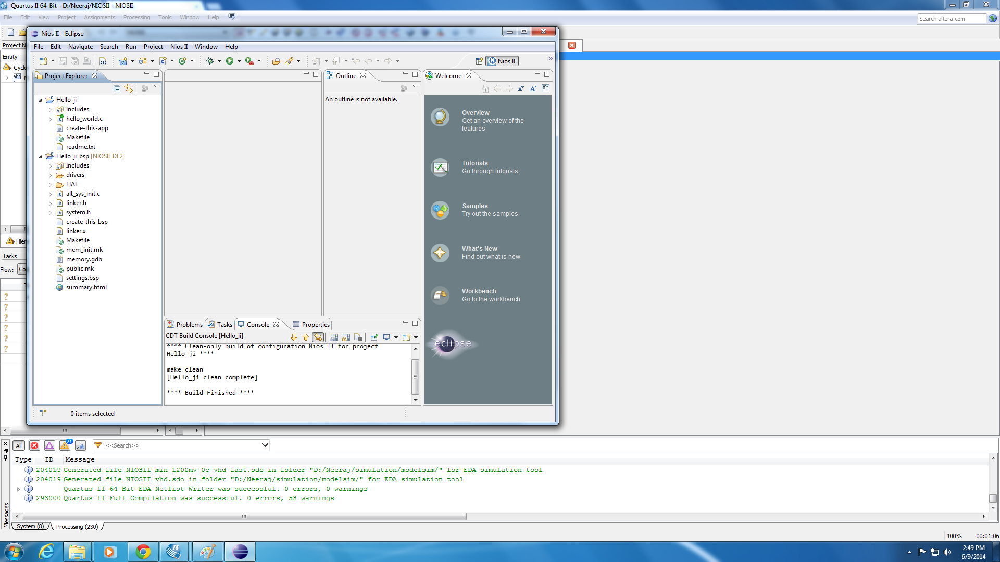 Quartus II 64-Bit - D:/Neeraj/NIOSII - NIOSII
File Edit View Project Assignments Processing Tools Window Help
Search altera.com
Project N
Entity
Cyclo
abc
Hier
Tasks
Flow: Co
Nios II - Eclipse
File Edit Navigate Search Run Project Nios II Window Help
Nios II
Project Explorer
Hello_ji
Includes
hello_world.c
create-this-app
Makefile
readme.txt
Hello_ji_bsp [NIOSII_DE2]
Includes
drivers
HAL
alt_sys_init.c
linker.h
system.h
create-this-bsp
linker.x
Makefile
mem_init.mk
memory.gdb
public.mk
settings.bsp
summary.html
Outline
An outline is not available.
Welcome
Overview
Get an overview of the
features
Tutorials
Go through tutorials
Samples
Try out the samples
What's New
Find out what is new
Workbench
Go to the workbench
eclipse
Problems Tasks Console Properties
CDT Build Console [Hello_ji]
**** Clean-only build of configuration Nios II for project
Hello_ji ****
make clean
[Hello_ji clean complete]
**** Build Finished ****
0 items selected
All
21
<<Search>>
Type ID Message
204019 Generated file NIOSII_min_1200mv_0c_vhd_fast.sdo in folder "D:/Neeraj/simulation/modelsim/" for EDA simulation tool
204019 Generated file NIOSII_vhd.sdo in folder "D:/Neeraj/simulation/modelsim/" for EDA simulation tool
Quartus II 64-Bit EDA Netlist Writer was successful. 0 errors, 0 warnings
293000 Quartus II Full Compilation was successful. 0 errors, 58 warnings
Messages
System (8) Processing (230)
100% 00:01:06
2:49 PM
6/9/2014